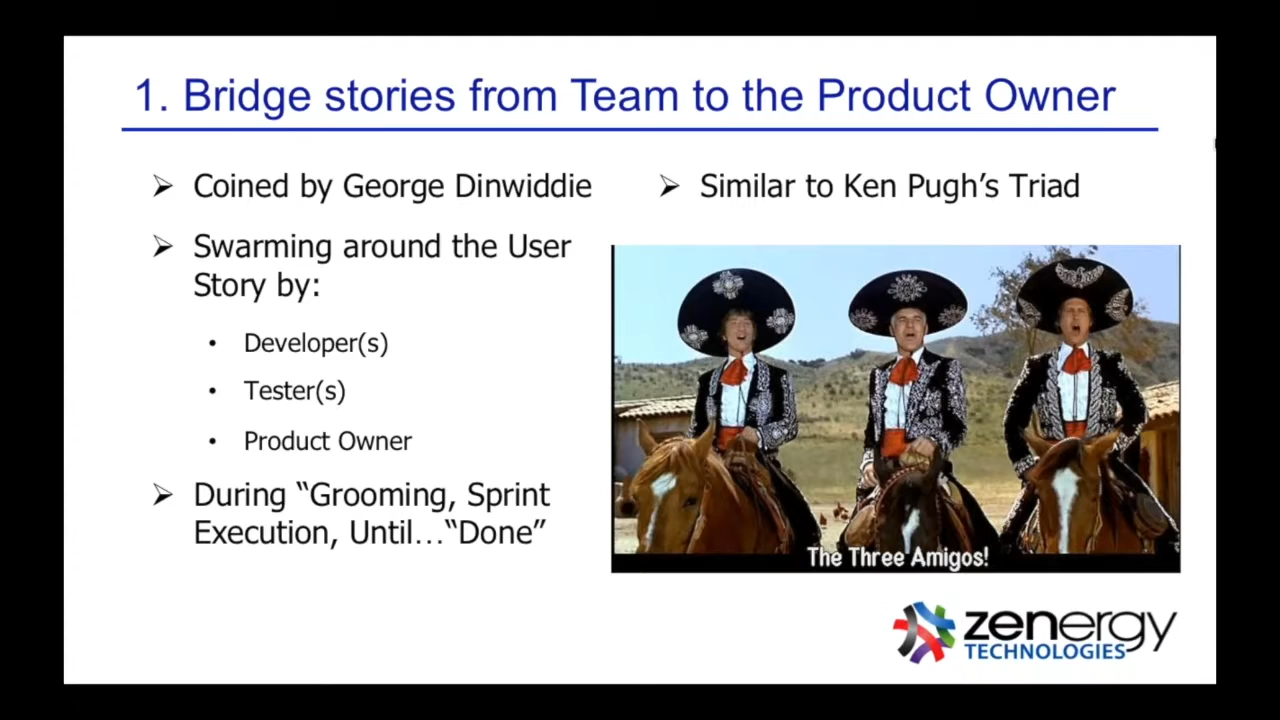 1. Bridge stories from Team to the Product Owner
➢ Coined by George Dinwiddie
➢ Swarming around the User
Story by:
• Developer(s)
• Tester(s)
• Product Owner
➢ During “Grooming, Sprint
Execution, Until…“Done”
➢ Similar to Ken Pugh’s Triad
The Three Amigos!
zenergy
TECHNOLOGIES